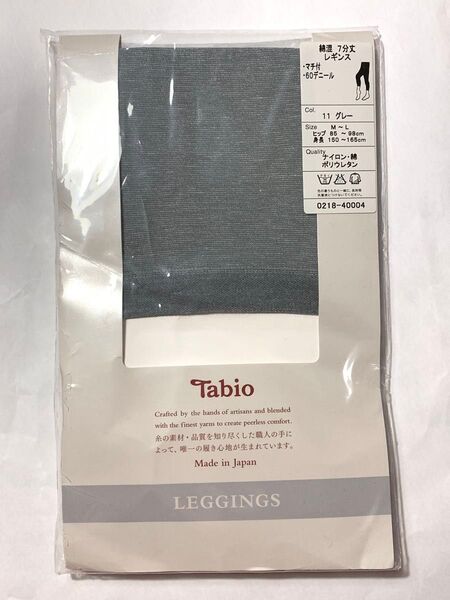 綿混 7分丈
レギンス
・マチ付
・60デニール
Col.
11 グレー
Size
M ～ L
ヒップ 85 ～ 98cm
身長 150 ～ 165cm
Quality
ナイロン・綿
ポリウレタン
0218-40004
Tabio
Crafted by the hands of artisans and blended
with the finest yarns to create peerless comfort.
糸の素材・品質を知り尽くした職人の手に
よって、唯一の履き心地が生まれています。
Made in Japan
LEGGINGS